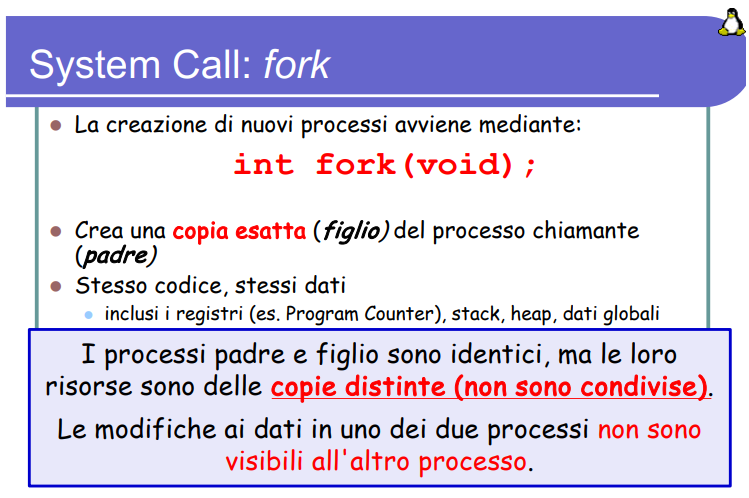 System Call: fork
La creazione di nuovi processi avviene mediante:
int fork(void);
Crea una copia esatta (figlio) del processo chiamante
(padre)
Stesso codice, stessi dati
inclusi i registri (es. Program Counter), stack, heap, dati globali
I processi padre e figlio sono identici, ma le loro
risorse sono delle copie distinte (non sono condivise).
Le modifiche ai dati in uno dei due processi non sono
visibili all'altro processo.